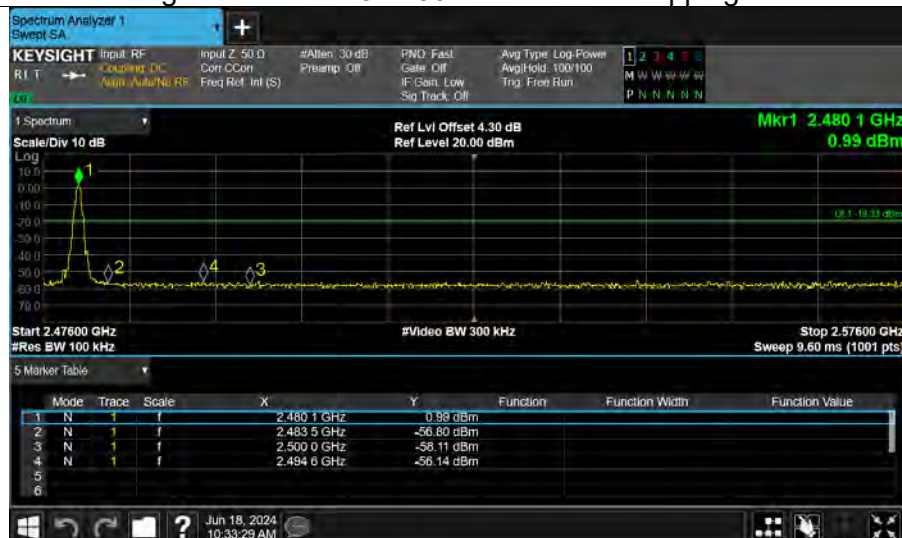 Spectrum Analyzer 1
Swept SA
+
KEYSIGHT Input: RF Input Z: 50 Ω #Atten: 30 dB PNO: Fast Avg Type: Log-Power 1 2 3 4 5 6
RL T Coupling: DC Corr CCorr Preamp: Off Gate: Off Avg|Hold: 100/100 M W W W W W
Align: Auto/No RF Freq Ref: Int (S) IF Gain: Low Trig: Free Run P N N N N N
Sig Track: Off
1 Spectrum
Scale/Div 10 dB
Ref Lvl Offset 4.30 dB
Ref Level 20.00 dBm
Mkr1 2.480 1 GHz
0.99 dBm
Log
10.0
0.00
-10.0
-20.0
-30.0
-40.0
-50.0
-60.0
-70.0
1
2
4
3
DL1 -19.33 dBm
Start 2.47600 GHz #Video BW 300 kHz Stop 2.57600 GHz
#Res BW 100 kHz Sweep 9.60 ms (1001 pts)
5 Marker Table
Mode Trace Scale X Y Function Function Width Function Value
1 N 1 f 2.480 1 GHz 0.99 dBm
2 N 1 f 2.483 5 GHz -56.80 dBm
3 N 1 f 2.500 0 GHz -58.11 dBm
4 N 1 f 2.494 6 GHz -56.14 dBm
5
6
?
Jun 18, 2024
10:33:29 AM